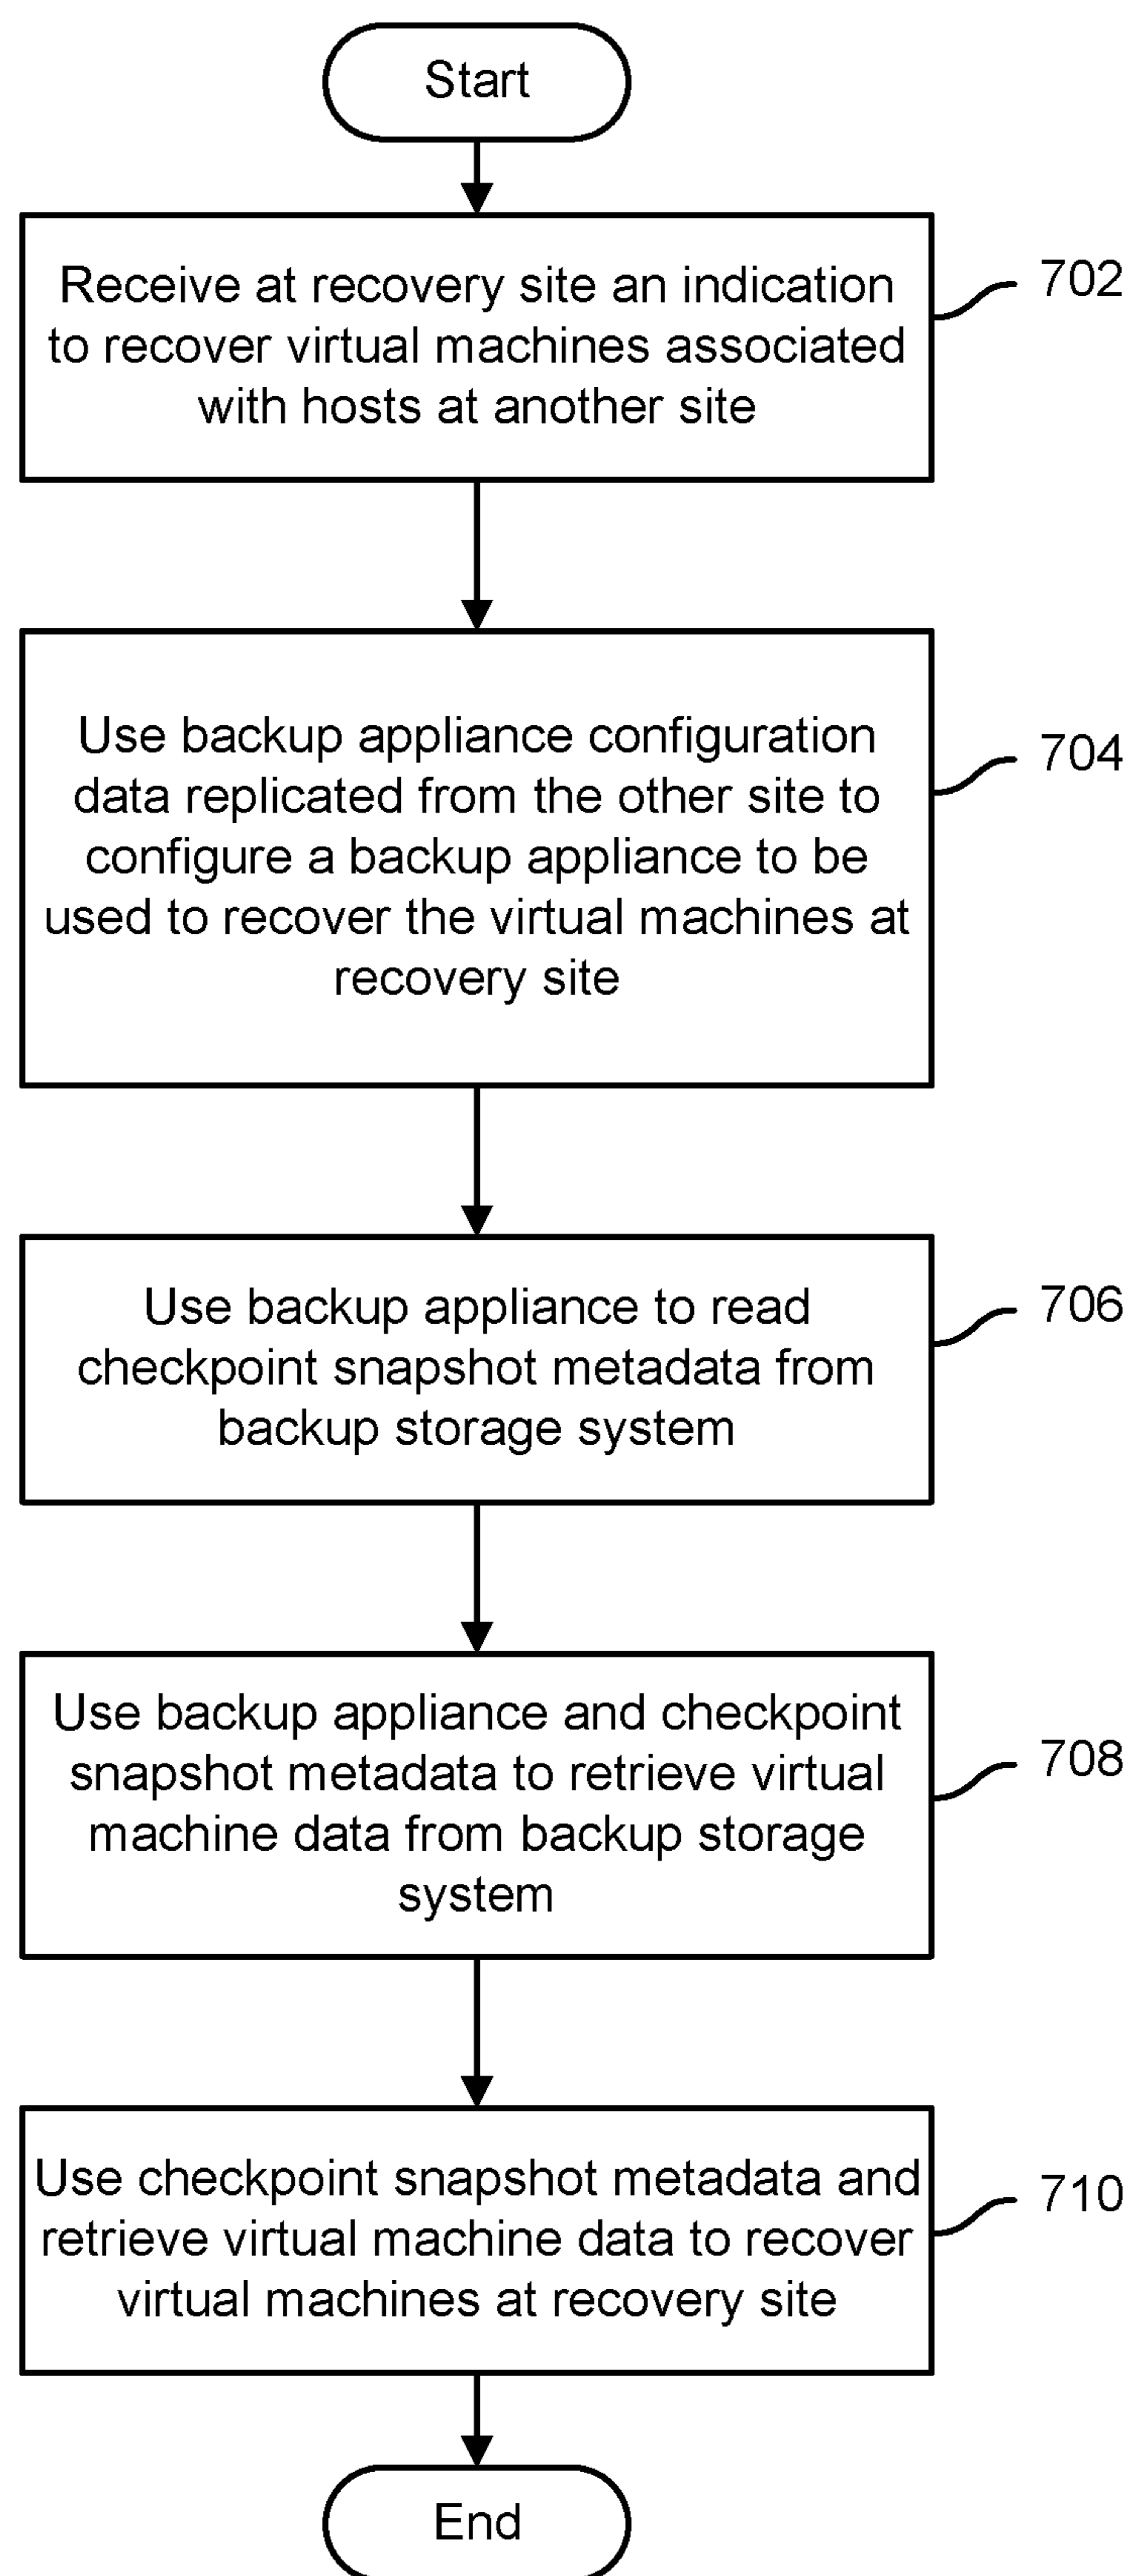 Start
Receive at recovery site an indication
to recover virtual machines associated
with hosts at another site
702
Use backup appliance configuration
data replicated from the other site to
configure a backup appliance to be
used to recover the virtual machines at
recovery site
704
Use backup appliance to read
checkpoint snapshot metadata from
backup storage system
706
Use backup appliance and checkpoint
snapshot metadata to retrieve virtual
machine data from backup storage
system
708
Use checkpoint snapshot metadata and
retrieve virtual machine data to recover
virtual machines at recovery site
710
End